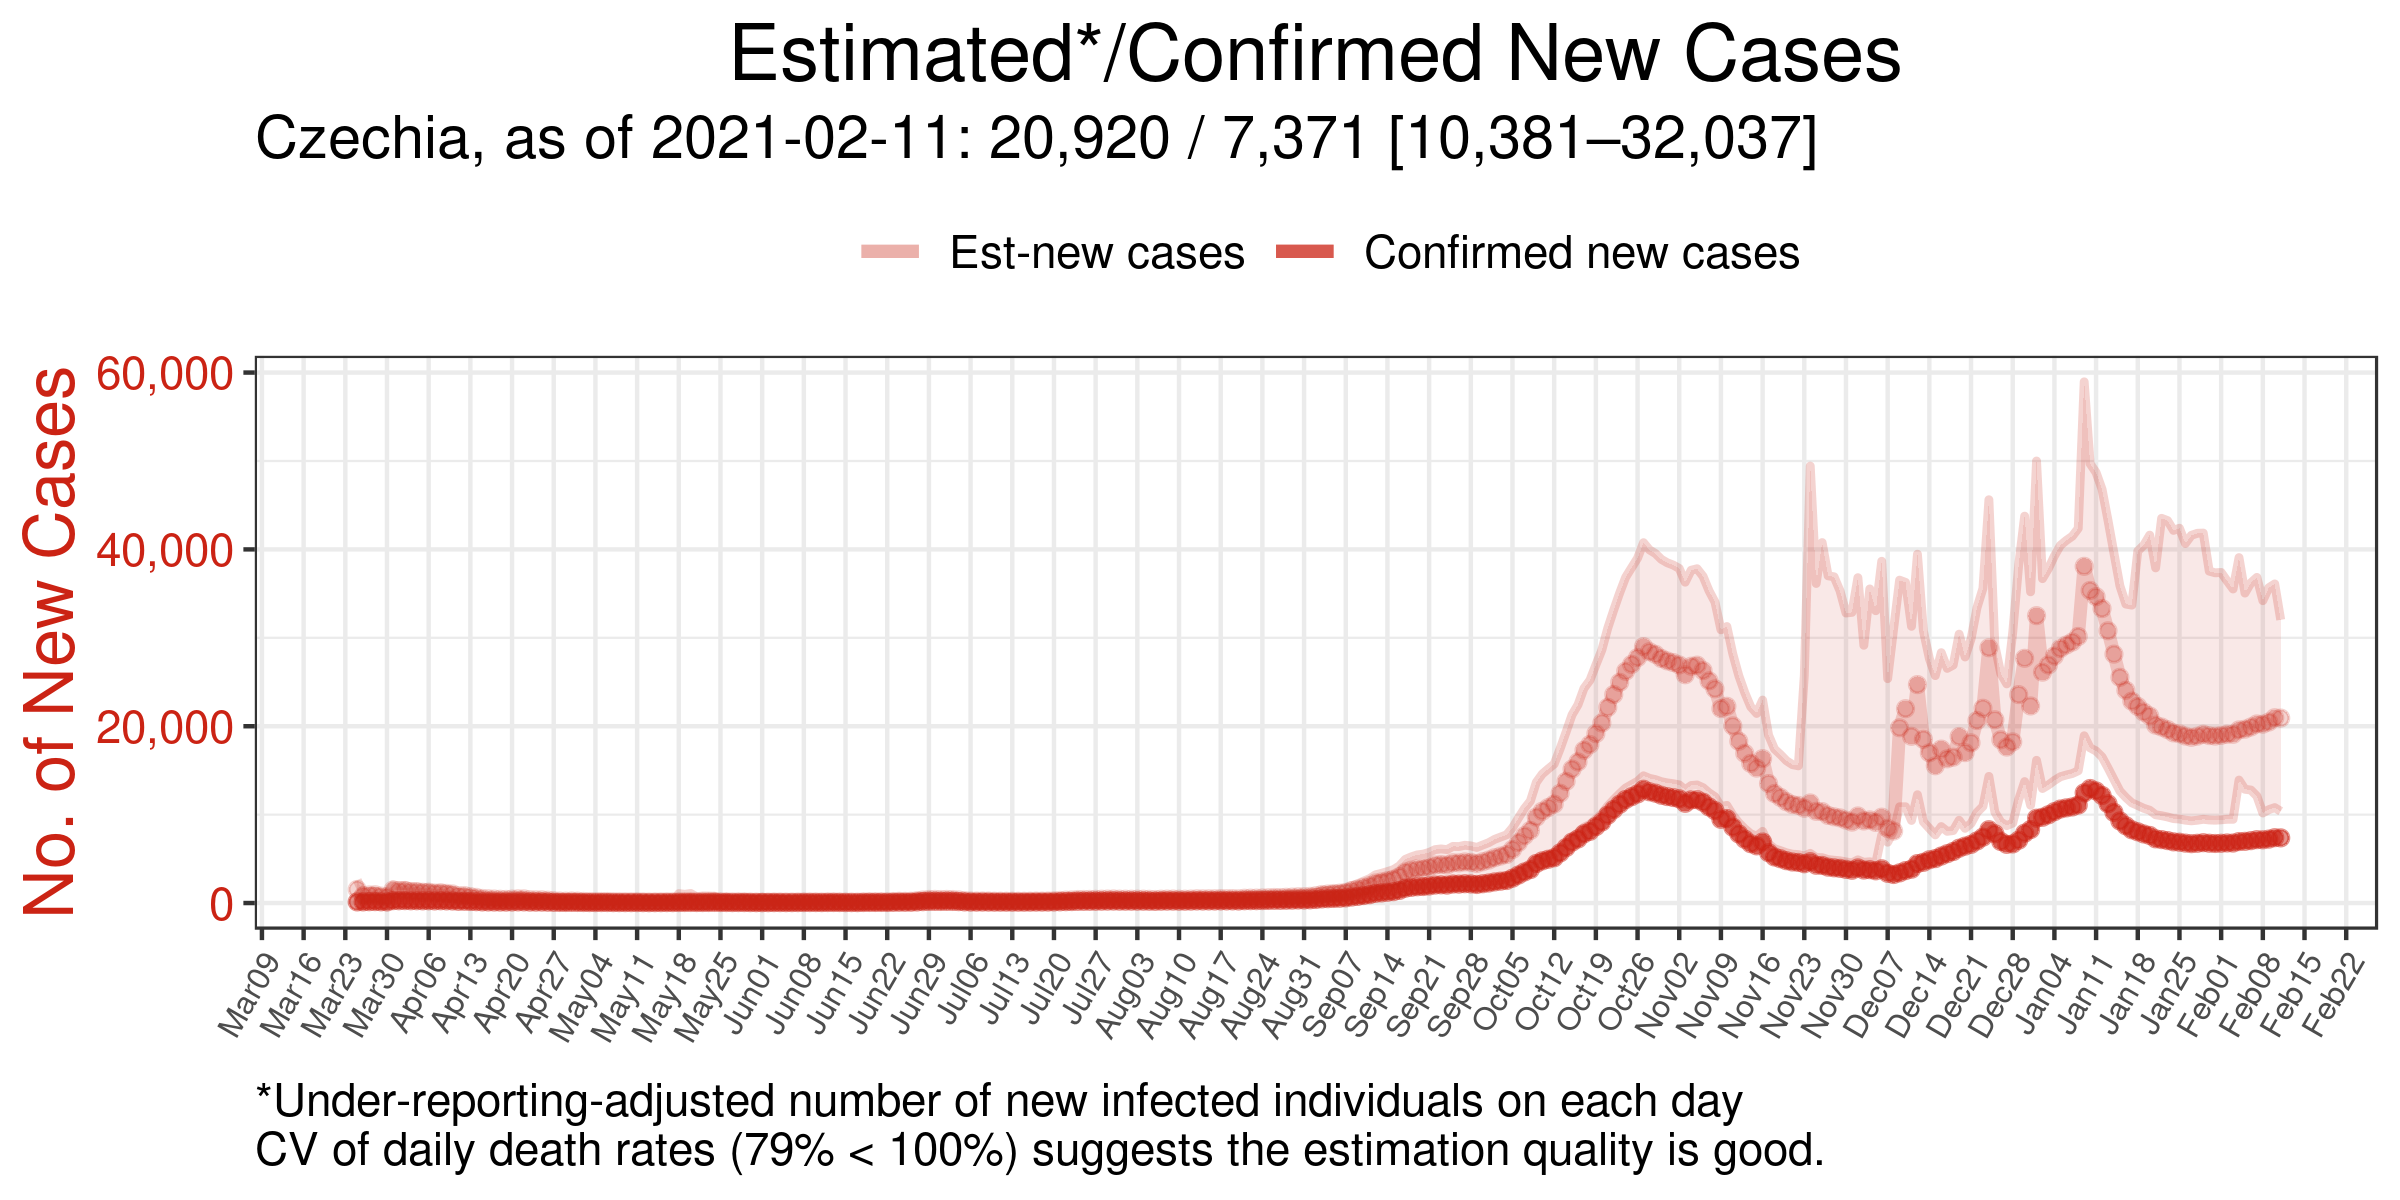 Estimated*/Confirmed New Cases
Czechia, as of 2021-02-11: 20,920 / 7,371 [10,381–32,037]
Est-new cases Confirmed new cases
No. of New Cases
60,000
40,000
20,000
0
Mar09 Mar16 Mar23 Mar30 Apr06 Apr13 Apr20 Apr27 May04 May11 May18 May25 Jun01 Jun08 Jun15 Jun22 Jun29 Jul06 Jul13 Jul20 Jul27 Aug03 Aug10 Aug17 Aug24 Aug31 Sep07 Sep14 Sep21 Sep28 Oct05 Oct12 Oct19 Oct26 Nov02 Nov09 Nov16 Nov23 Nov30 Dec07 Dec14 Dec21 Dec28 Jan04 Jan11 Jan18 Jan25 Feb01 Feb08 Feb15 Feb22
*Under-reporting-adjusted number of new infected individuals on each day
CV of daily death rates (79% < 100%) suggests the estimation quality is good.